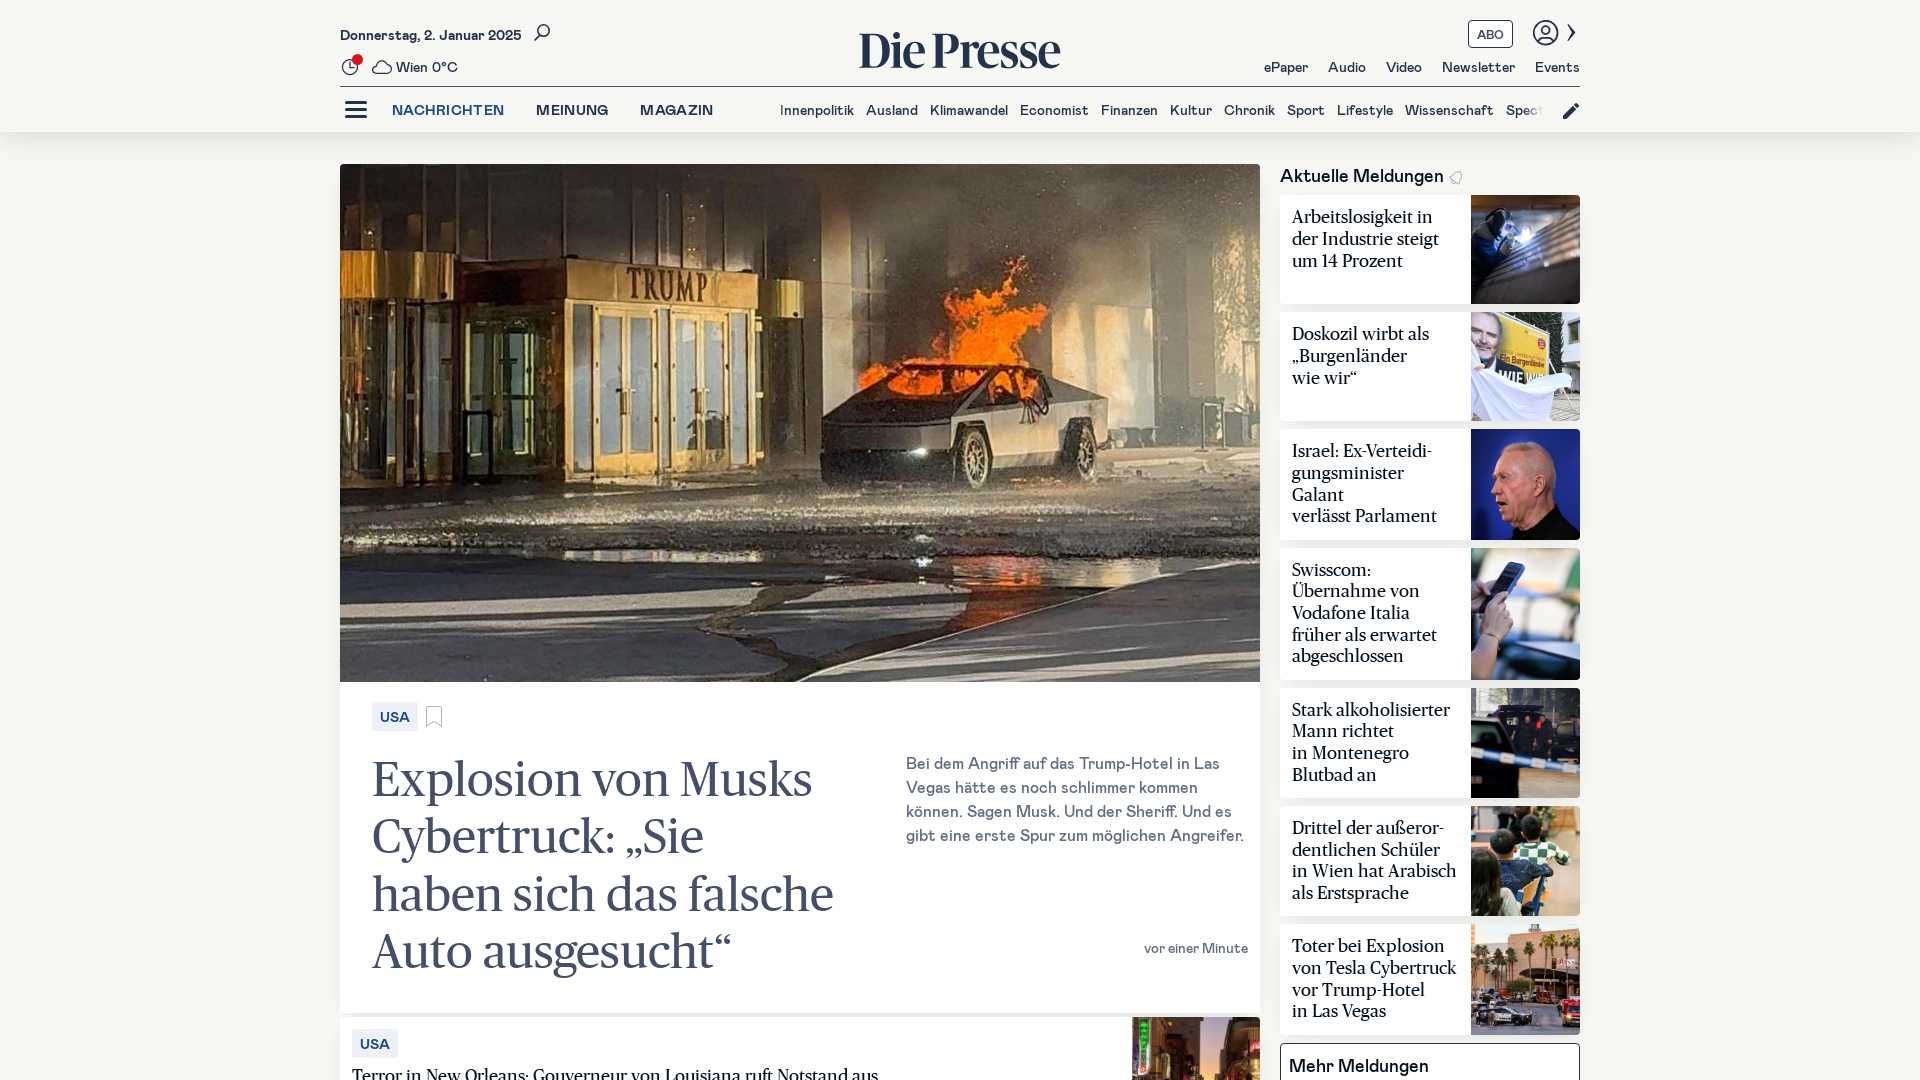 Donnerstag, 2. Januar 2025
Wien 0°C
Die Presse
ABO
ePaper Audio Video Newsletter Events
NACHRICHTEN MEINUNG MAGAZIN
Innenpolitik Ausland Klimawandel Economist Finanzen Kultur Chronik Sport Lifestyle Wissenschaft
TRUMP
USA
Explosion von Musks
Cybertruck: „Sie
haben sich das falsche
Auto ausgesucht“
Bei dem Angriff auf das Trump-Hotel in Las
Vegas hätte es noch schlimmer kommen
können. Sagen Musk. Und der Sheriff. Und es
gibt eine erste Spur zum möglichen Angreifer.
vor einer Minute
USA
Terror in New Orleans: Gouverneur von Louisiana ruft Notstand aus
Aktuelle Meldungen
Arbeitslosigkeit in
der Industrie steigt
um 14 Prozent
Doskozil wirbt als
„Burgenländer
wie wir“
Israel: Ex-Verteidi-
gungsminister
Galant
verlässt Parlament
Swisscom:
Übernahme von
Vodafone Italia
früher als erwartet
abgeschlossen
Stark alkoholisierter
Mann richtet
in Montenegro
Blutbad an
Drittel der außeror-
dentlichen Schüler
in Wien hat Arabisch
als Erstsprache
Toter bei Explosion
von Tesla Cybertruck
vor Trump-Hotel
in Las Vegas
Mehr Meldungen